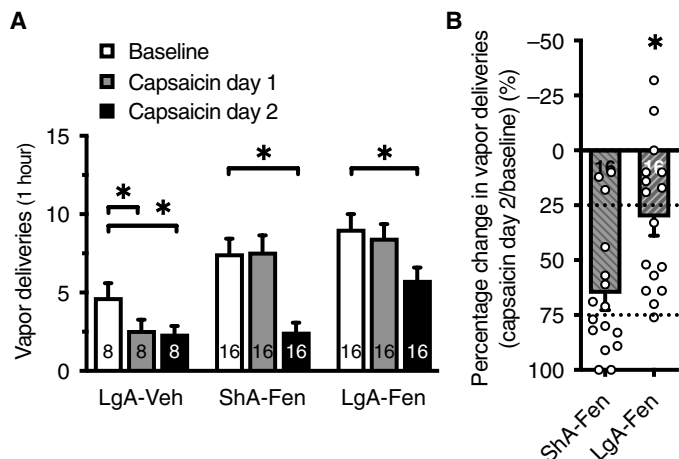 A
Baseline
Capsaicin day 1
Capsaicin day 2
Vapor deliveries (1 hour)
15
10
5
0
* * * *
8 8 8 16 16 16 16 16 16
LgA-Veh ShA-Fen LgA-Fen
B
Percentage change in vapor deliveries
(capsaicin day 2/baseline) (%)
−50
−25
0
25
50
75
100
*
16 16
ShA-Fen LgA-Fen